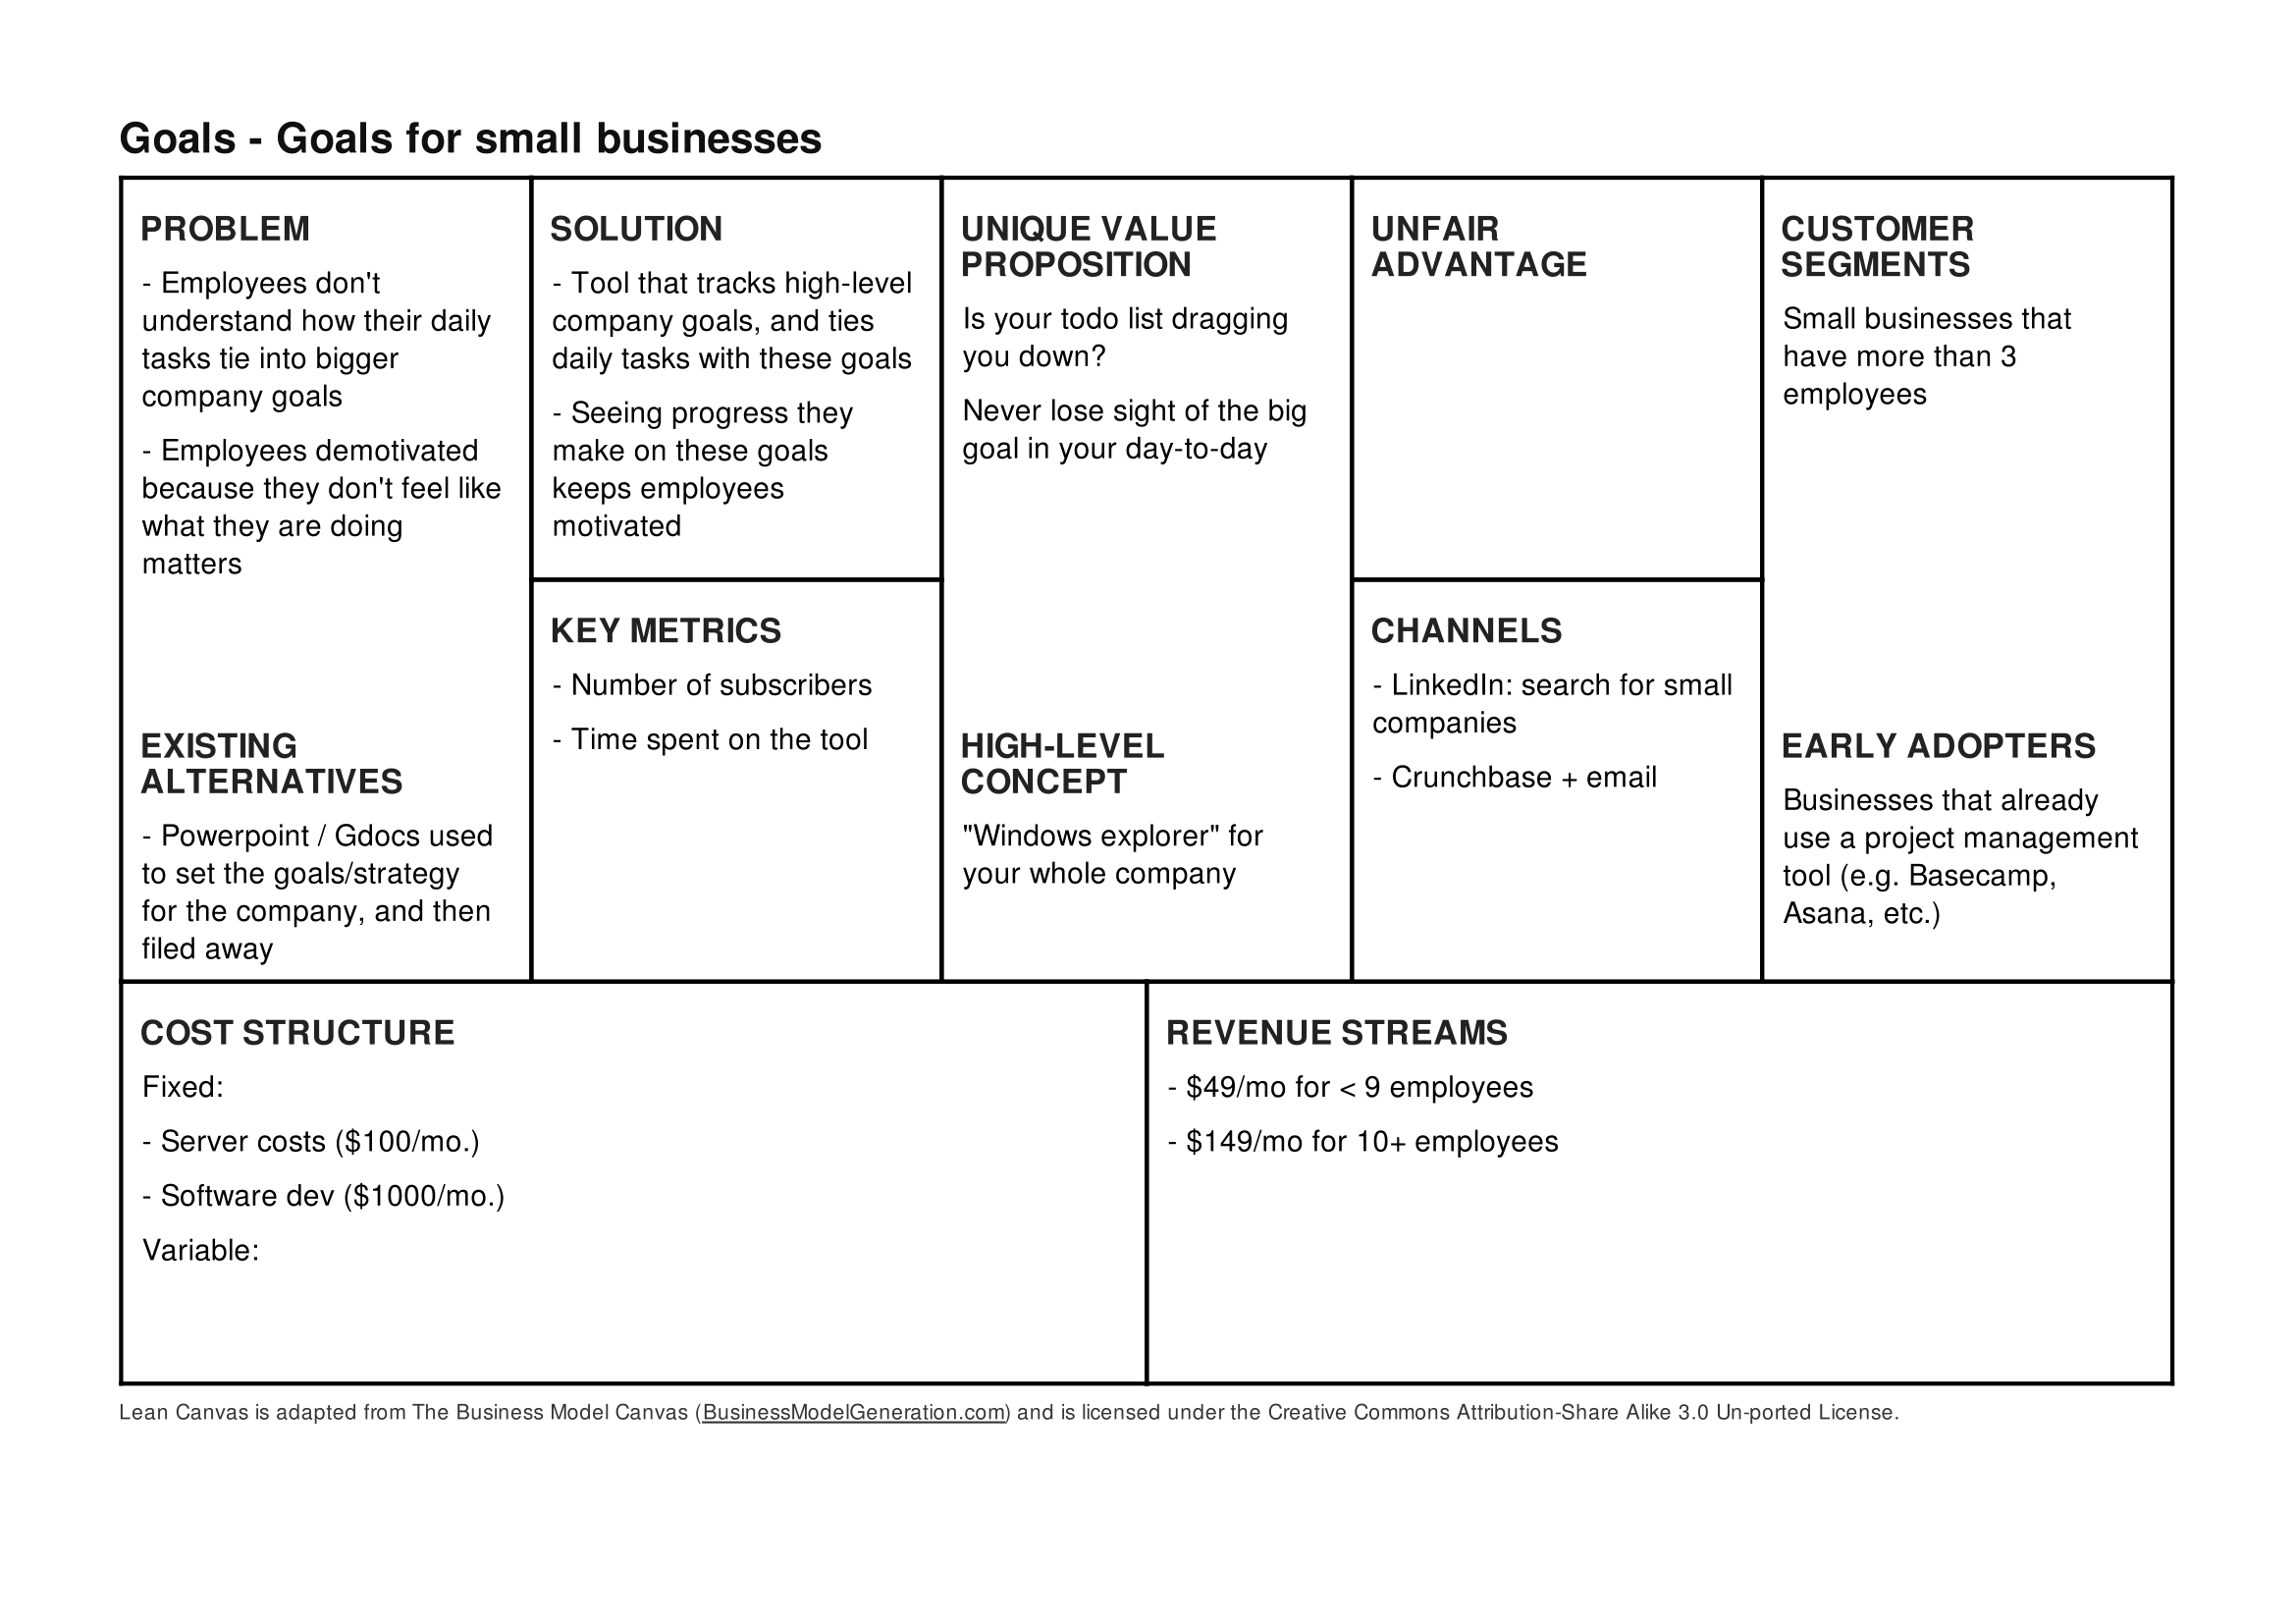 Goals - Goals for small businesses
PROBLEM
- Employees don't
understand how their daily
tasks tie into bigger
company goals
- Employees demotivated
because they don't feel like
what they are doing
matters
EXISTING
ALTERNATIVES
- Powerpoint / Gdocs used
to set the goals/strategy
for the company, and then
filed away
SOLUTION
- Tool that tracks high-level
company goals, and ties
daily tasks with these goals
- Seeing progress they
make on these goals
keeps employees
motivated
KEY METRICS
- Number of subscribers
- Time spent on the tool
UNIQUE VALUE
PROPOSITION
Is your todo list dragging
you down?
Never lose sight of the big
goal in your day-to-day
HIGH-LEVEL
CONCEPT
"Windows explorer" for
your whole company
UNFAIR
ADVANTAGE
CHANNELS
- LinkedIn: search for small
companies
- Crunchbase + email
CUSTOMER
SEGMENTS
Small businesses that
have more than 3
employees
EARLY ADOPTERS
Businesses that already
use a project management
tool (e.g. Basecamp,
Asana, etc.)
COST STRUCTURE
Fixed:
- Server costs ($100/mo.)
- Software dev ($1000/mo.)
Variable:
REVENUE STREAMS
- $49/mo for < 9 employees
- $149/mo for 10+ employees
Lean Canvas is adapted from The Business Model Canvas (BusinessModelGeneration.com) and is licensed under the Creative Commons Attribution-Share Alike 3.0 Un-ported License.